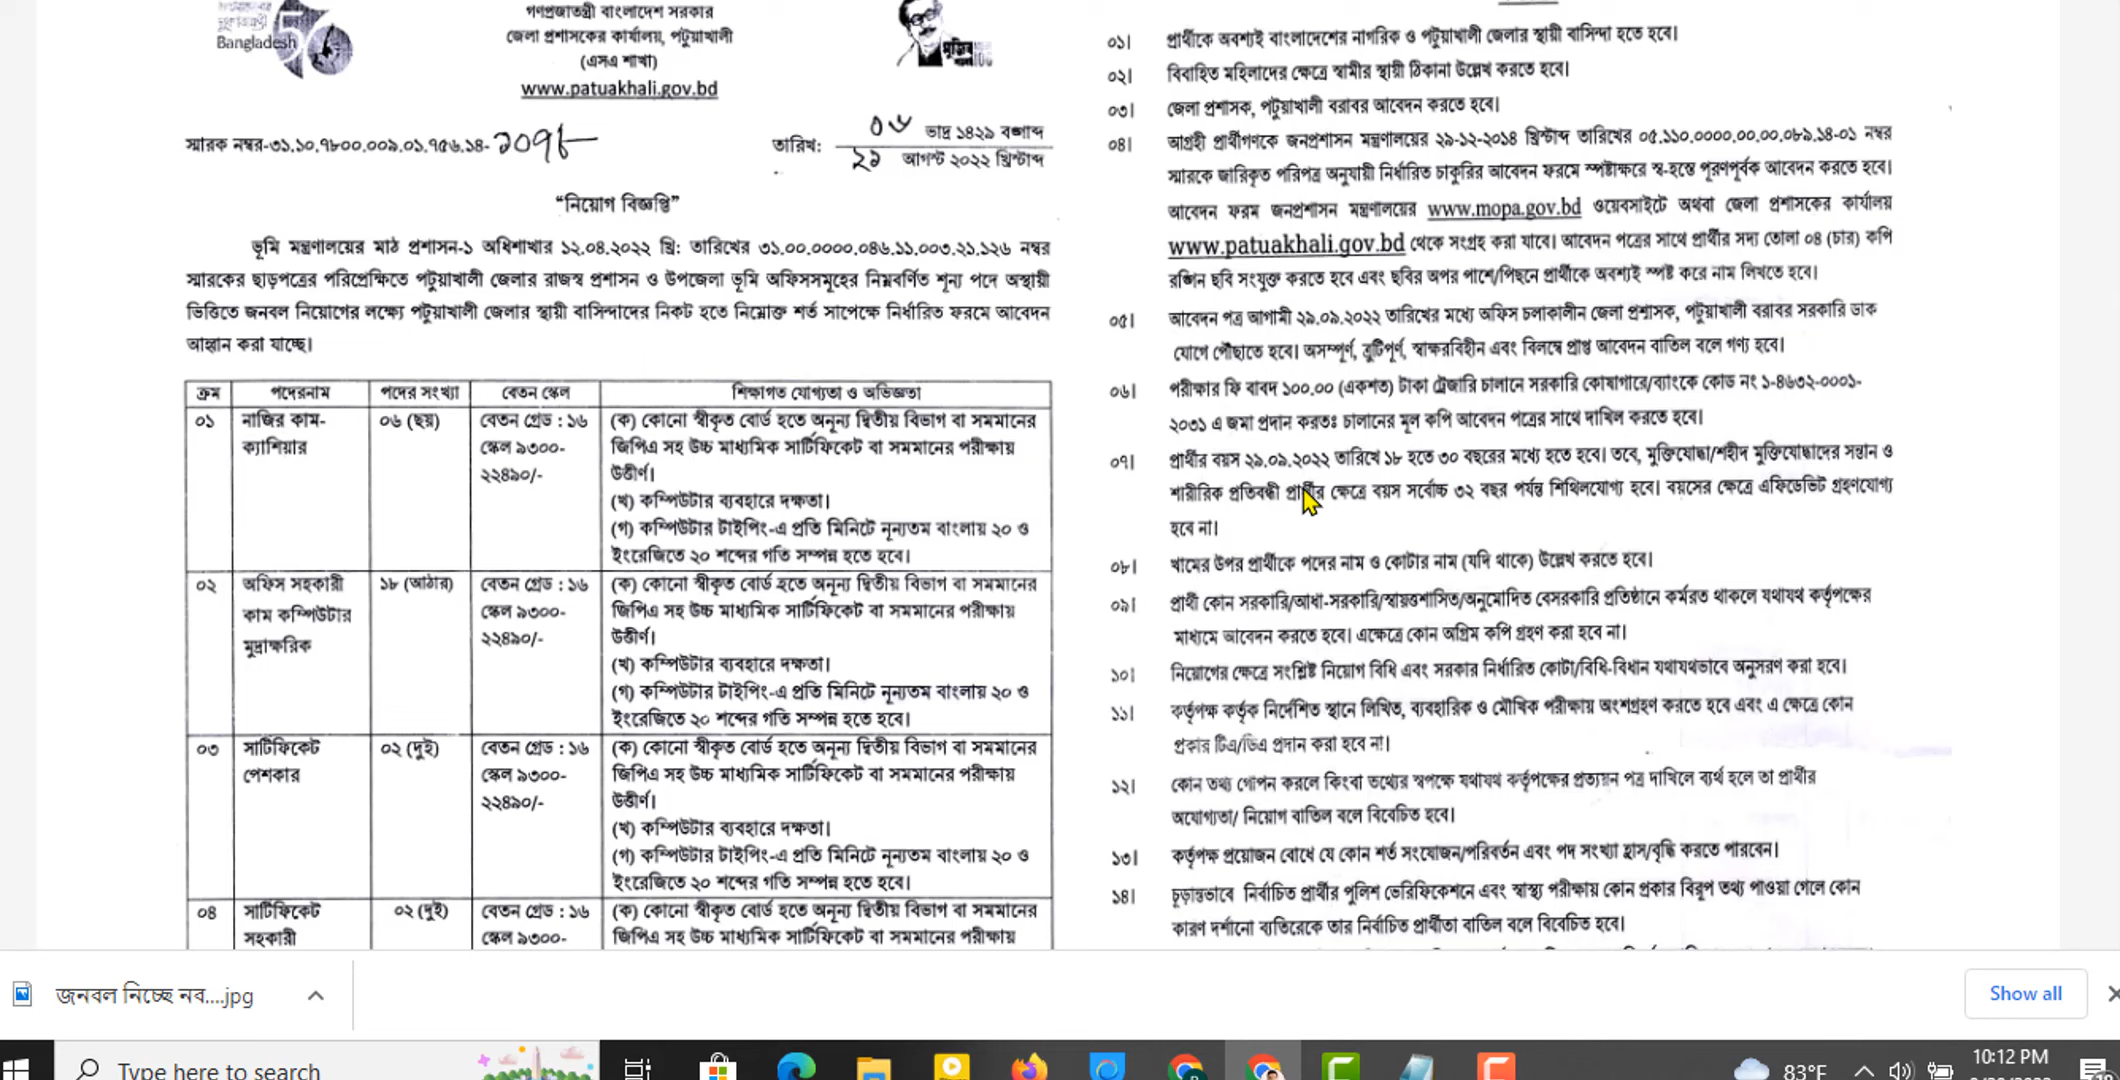 Bangladesh
গণপ্রজাতন্ত্রী বাংলাদেশ সরকার
জেলা প্রশাসকের কার্যালয়, পটুয়াখালী
(এসএ শাখা)
www.patuakhali.gov.bd
স্মারক নম্বর-৩১.১০.৭৮০০.০০৯.০১.৭৫৬.১৪-
তারিখ:
০৬ ভাদ্র ১৪২৯ বঙ্গাব্দ
২১ আগস্ট ২০২২ খ্রিস্টাব্দ
“নিয়োগ বিজ্ঞপ্তি”
ভূমি মন্ত্রণালয়ের মাঠ প্রশাসন-১ অধিশাখার ১২.০৪.২০২২ খ্রি: তারিখের ৩১.০০.০০০০.০৪৬.১১.০০৩.২১.১২৬ নম্বর
স্মারকের ছাড়পত্রের পরিপ্রেক্ষিতে পটুয়াখালী জেলার রাজস্ব প্রশাসন ও উপজেলা ভূমি অফিসসমূহের নিম্নবর্ণিত শূন্য পদে অস্থায়ী
ভিত্তিতে জনবল নিয়োগের লক্ষ্যে পটুয়াখালী জেলার স্থায়ী বাসিন্দাদের নিকট হতে নিম্নোক্ত শর্ত সাপেক্ষে নির্ধারিত ফরমে আবেদন
আহ্বান করা যাচ্ছে।
ক্রম পদেরনাম পদের সংখ্যা বেতন স্কেল শিক্ষাগত যোগ্যতা ও অভিজ্ঞতা
০১ নাজির কাম- ০৬ (ছয়) বেতন গ্রেড : ১৬ (ক) কোনো স্বীকৃত বোর্ড হতে অনূন্য দ্বিতীয় বিভাগ বা সমমানের
ক্যাশিয়ার স্কেল ৯৩০০- জিপিএ সহ উচ্চ মাধ্যমিক সার্টিফিকেট বা সমমানের পরীক্ষায়
২২৪৯০/- উত্তীর্ণ।
(খ) কম্পিউটার ব্যবহারে দক্ষতা।
(গ) কম্পিউটার টাইপিং-এ প্রতি মিনিটে নূন্যতম বাংলায় ২০ ও
ইংরেজিতে ২০ শব্দের গতি সম্পন্ন হতে হবে।
০২ অফিস সহকারী ১৮ (আঠার) বেতন গ্রেড : ১৬ (ক) কোনো স্বীকৃত বোর্ড হতে অনূন্য দ্বিতীয় বিভাগ বা সমমানের
কাম কম্পিউটার স্কেল ৯৩০০- জিপিএ সহ উচ্চ মাধ্যমিক সার্টিফিকেট বা সমমানের পরীক্ষায়
মুদ্রাক্ষরিক ২২৪৯০/- উত্তীর্ণ।
(খ) কম্পিউটার ব্যবহারে দক্ষতা।
(গ) কম্পিউটার টাইপিং-এ প্রতি মিনিটে নূন্যতম বাংলায় ২০ ও
ইংরেজিতে ২০ শব্দের গতি সম্পন্ন হতে হবে।
০৩ সার্টিফিকেট ০২ (দুই) বেতন গ্রেড : ১৬ (ক) কোনো স্বীকৃত বোর্ড হতে অনূন্য দ্বিতীয় বিভাগ বা সমমানের
পেশকার স্কেল ৯৩০০- জিপিএ সহ উচ্চ মাধ্যমিক সার্টিফিকেট বা সমমানের পরীক্ষায়
২২৪৯০/- উত্তীর্ণ।
(খ) কম্পিউটার ব্যবহারে দক্ষতা।
(গ) কম্পিউটার টাইপিং-এ প্রতি মিনিটে নূন্যতম বাংলায় ২০ ও
ইংরেজিতে ২০ শব্দের গতি সম্পন্ন হতে হবে।
০৪ সার্টিফিকেট ০২ (দুই) বেতন গ্রেড : ১৬ (ক) কোনো স্বীকৃত বোর্ড হতে অনূন্য দ্বিতীয় বিভাগ বা সমমানের
সহকারী স্কেল ৯৩০০- জিপিএ সহ উচ্চ মাধ্যমিক সার্টিফিকেট বা সমমানের পরীক্ষায়
০১। প্রার্থীকে অবশ্যই বাংলাদেশের নাগরিক ও পটুয়াখালী জেলার স্থায়ী বাসিন্দা হতে হবে।
০২। বিবাহিত মহিলাদের ক্ষেত্রে স্বামীর স্থায়ী ঠিকানা উল্লেখ করতে হবে।
০৩। জেলা প্রশাসক, পটুয়াখালী বরাবর আবেদন করতে হবে।
০৪। আগ্রহী প্রার্থীগণকে জনপ্রশাসন মন্ত্রণালয়ের ২৯-১২-২০১৪ খ্রিস্টাব্দ তারিখের ০৫.১১০.০০০০.০০.০০.০৮৯.১৪-০১ নম্বর
স্মারকে জারিকৃত পরিপত্র অনুযায়ী নির্ধারিত চাকুরির আবেদন ফরমে স্পষ্টাক্ষরে স্ব-হস্তে পূরণপূর্বক আবেদন করতে হবে।
আবেদন ফরম জনপ্রশাসন মন্ত্রণালয়ের www.mopa.gov.bd ওয়েবসাইটে অথবা জেলা প্রশাসকের কার্যালয়
www.patuakhali.gov.bd থেকে সংগ্রহ করা যাবে। আবেদন পত্রের সাথে প্রার্থীর সদ্য তোলা ০৪ (চার) কপি
রঙ্গিন ছবি সংযুক্ত করতে হবে এবং ছবির অপর পাশে/পিছনে প্রার্থীকে অবশ্যই স্পষ্ট করে নাম লিখতে হবে।
০৫। আবেদন পত্র আগামী ২৯.০৯.২০২২ তারিখের মধ্যে অফিস চলাকালীন জেলা প্রশাসক, পটুয়াখালী বরাবর সরকারি ডাক
যোগে পৌঁছাতে হবে। অসম্পূর্ণ, ত্রুটিপূর্ণ, স্বাক্ষরবিহীন এবং বিলম্বে প্রাপ্ত আবেদন বাতিল বলে গণ্য হবে।
০৬। পরীক্ষার ফি বাবদ ১০০.০০ (একশত) টাকা ট্রেজারি চালানে সরকারি কোষাগারে/ব্যাংকে কোড নং ১-৪৬৩২-০০০১-
২০৩১ এ জমা প্রদান করতঃ চালানের মূল কপি আবেদন পত্রের সাথে দাখিল করতে হবে।
০৭। প্রার্থীর বয়স ২৯.০৯.২০২২ তারিখে ১৮ হতে ৩০ বছরের মধ্যে হতে হবে। তবে, মুক্তিযোদ্ধা/শহীদ মুক্তিযোদ্ধাদের সন্তান ও
শারীরিক প্রতিবন্ধী প্রার্থীর ক্ষেত্রে বয়স সর্বোচ্চ ৩২ বছর পর্যন্ত শিথিলযোগ্য হবে। বয়সের ক্ষেত্রে এফিডেভিট গ্রহণযোগ্য
হবে না।
০৮। খামের উপর প্রার্থীকে পদের নাম ও কোটার নাম (যদি থাকে) উল্লেখ করতে হবে।
০৯। প্রার্থী কোন সরকারি/আধা-সরকারি/স্বায়ত্তশাসিত/অনুমোদিত বেসরকারি প্রতিষ্ঠানে কর্মরত থাকলে যথাযথ কর্তৃপক্ষের
মাধ্যমে আবেদন করতে হবে। এক্ষেত্রে কোন অগ্রিম কপি গ্রহণ করা হবে না।
১০। নিয়োগের ক্ষেত্রে সংশ্লিষ্ট নিয়োগ বিধি এবং সরকার নির্ধারিত কোটা/বিধি-বিধান যথাযথভাবে অনুসরণ করা হবে।
১১। কর্তৃপক্ষ কর্তৃক নির্দেশিত স্থানে লিখিত, ব্যবহারিক ও মৌখিক পরীক্ষায় অংশগ্রহণ করতে হবে এবং এ ক্ষেত্রে কোন
প্রকার টিএ/ডিএ প্রদান করা হবে না।
১২। কোন তথ্য গোপন করলে কিংবা তথ্যের স্বপক্ষে যথাযথ কর্তৃপক্ষের প্রত্যয়ন পত্র দাখিলে ব্যর্থ হলে তা প্রার্থীর
অযোগ্যতা/ নিয়োগ বাতিল বলে বিবেচিত হবে।
১৩। কর্তৃপক্ষ প্রয়োজন বোধে যে কোন শর্ত সংযোজন/পরিবর্তন এবং পদ সংখ্যা হ্রাস/বৃদ্ধি করতে পারবেন।
১৪। চূড়ান্তভাবে নির্বাচিত প্রার্থীর পুলিশ ভেরিফিকেশনে এবং স্বাস্থ্য পরীক্ষায় কোন প্রকার বিরূপ তথ্য পাওয়া গেলে কোন
কারণ দর্শানো ব্যতিরেকে তার নির্বাচিত প্রার্থীতা বাতিল বলে বিবেচিত হবে।
জনবল নিচ্ছে নব....jpg
Show all
Type here to search
83°F
10:12 PM